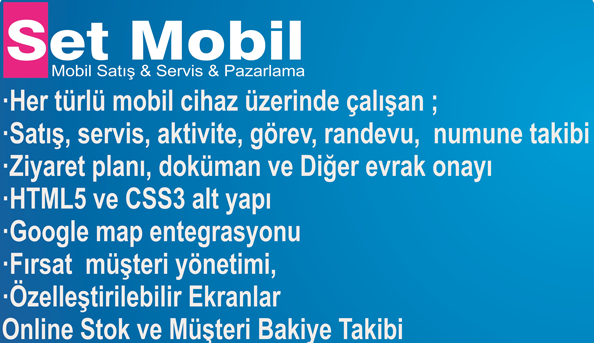 Set Mobil
Mobil Satış & Servis & Pazarlama
·Her türlü mobil cihaz üzerinde çalışan ;
·Satış, servis, aktivite, görev, randevu, numune takibi
·Ziyaret planı, doküman ve Diğer evrak onayı
·HTML5 ve CSS3 alt yapı
·Google map entegrasyonu
·Fırsat müşteri yönetimi,
·Özelleştirilebilir Ekranlar
Online Stok ve Müşteri Bakiye Takibi